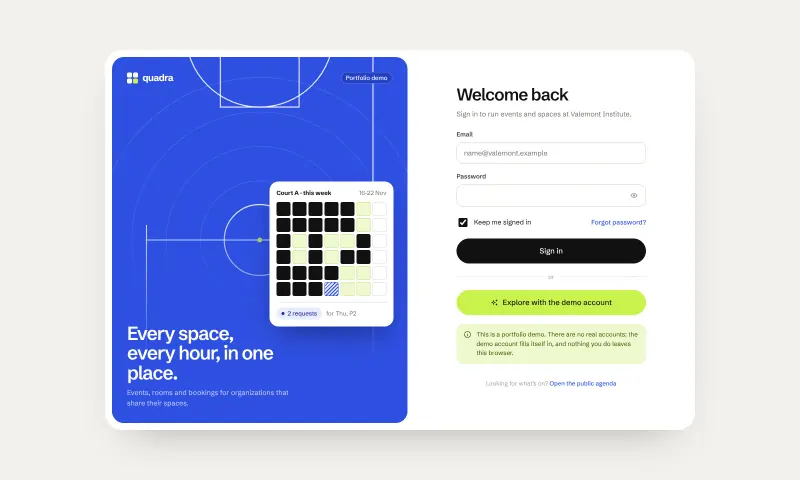 quadra
Portfolio demo
Court A · this week
16-22 Nov
2 requests
for Thu, P2
Every space,
every hour, in one
place.
Events, rooms and bookings for organizations that
share their spaces.
Welcome back
Sign in to run events and spaces at Valemont Institute.
Email
name@valemont.example
Password
Keep me signed in
Forgot password?
Sign in
or
Explore with the demo account
This is a portfolio demo. There are no real accounts: the
demo account fills itself in, and nothing you do leaves
this browser.
Looking for what's on? Open the public agenda